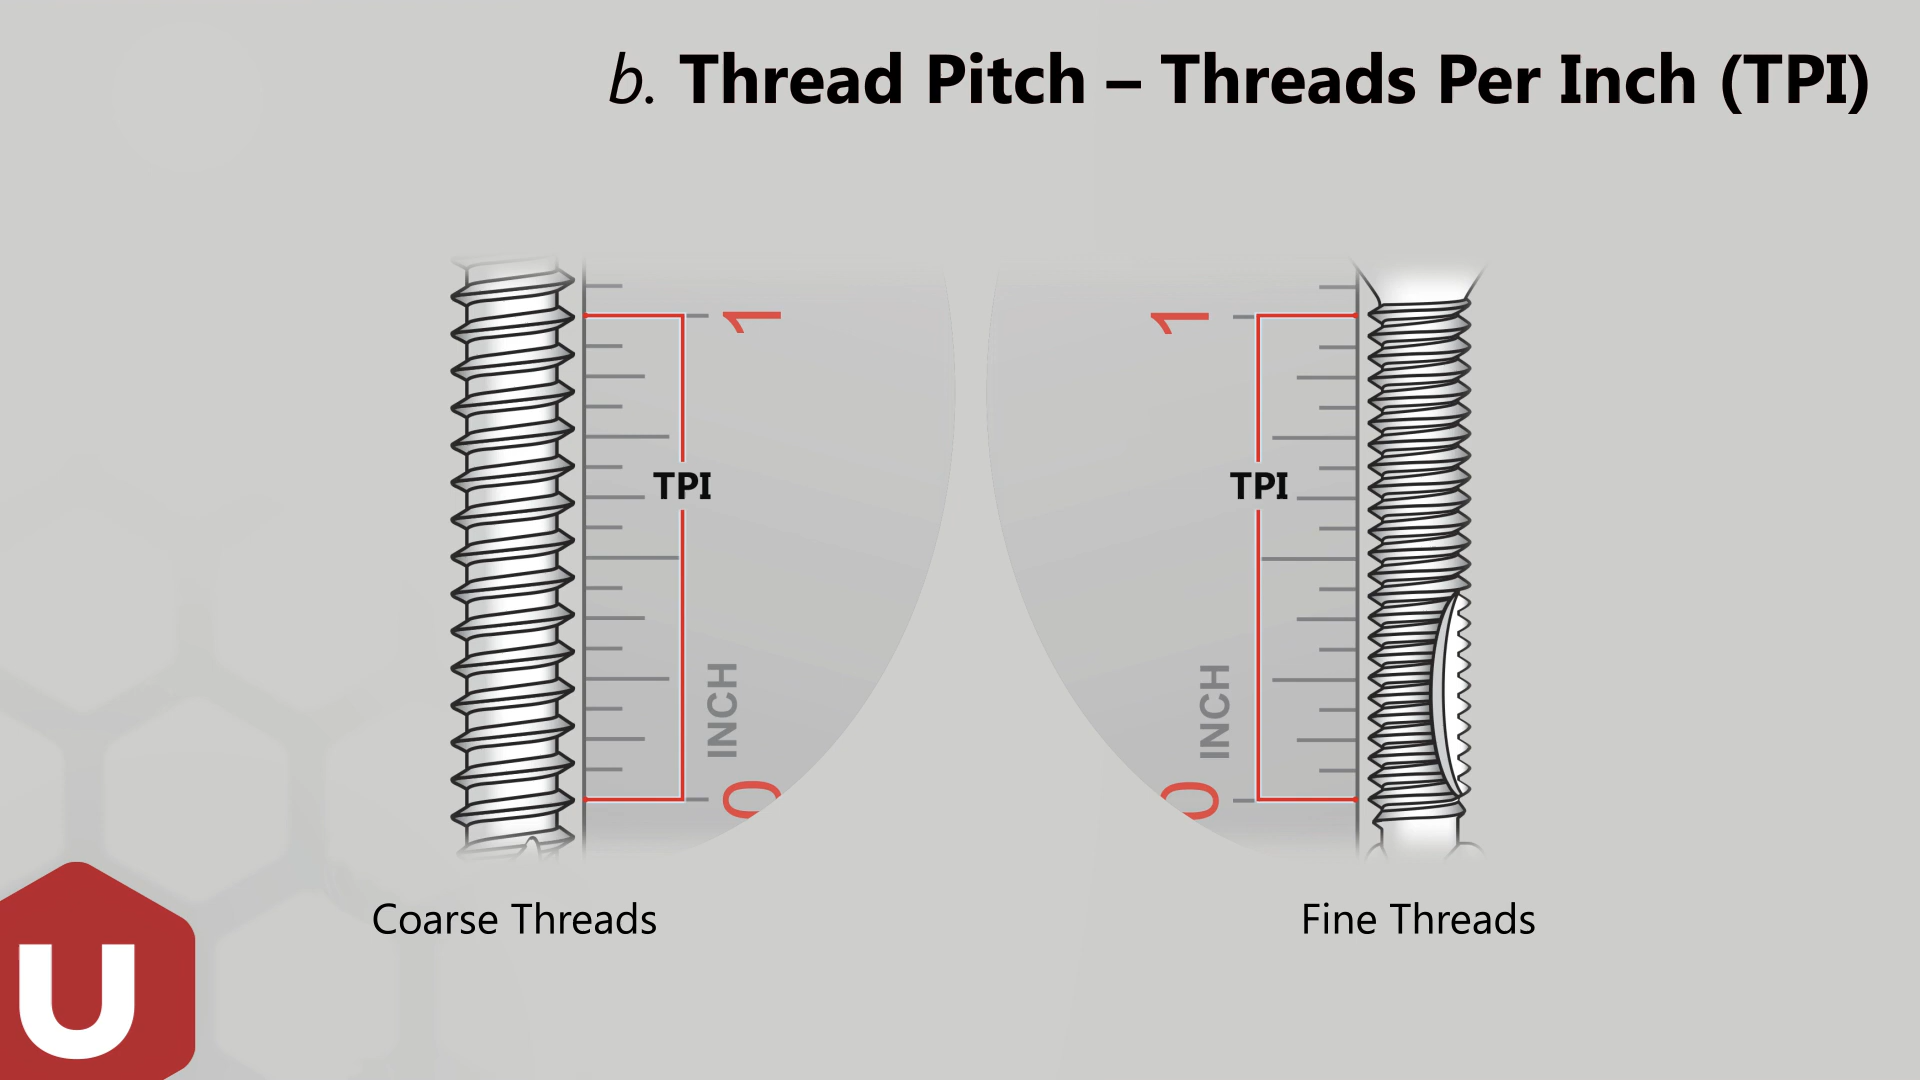 b. Thread Pitch – Threads Per Inch (TPI)
1
TPI
INCH
0
1
TPI
INCH
0
Coarse Threads
Fine Threads
U